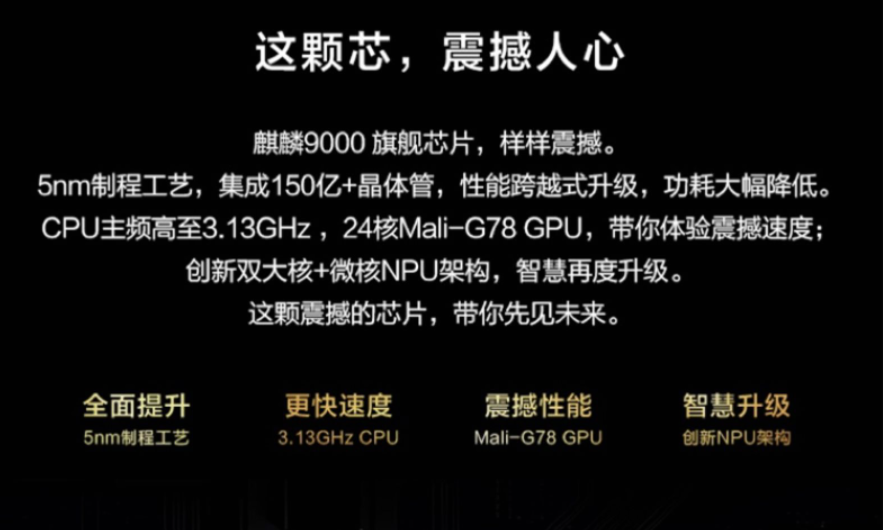 这颗芯，震撼人心
麒麟9000 旗舰芯片，样样震撼。
5nm制程工艺，集成150亿+晶体管，性能跨越式升级，功耗大幅降低。
CPU主频高至3.13GHz ，24核Mali-G78 GPU，带你体验震撼速度；
创新双大核+微核NPU架构，智慧再度升级。
这颗震撼的芯片，带你先见未来。
全面提升 更快速度 震撼性能 智慧升级
5nm制程工艺 3.13GHz CPU Mali-G78 GPU 创新NPU架构